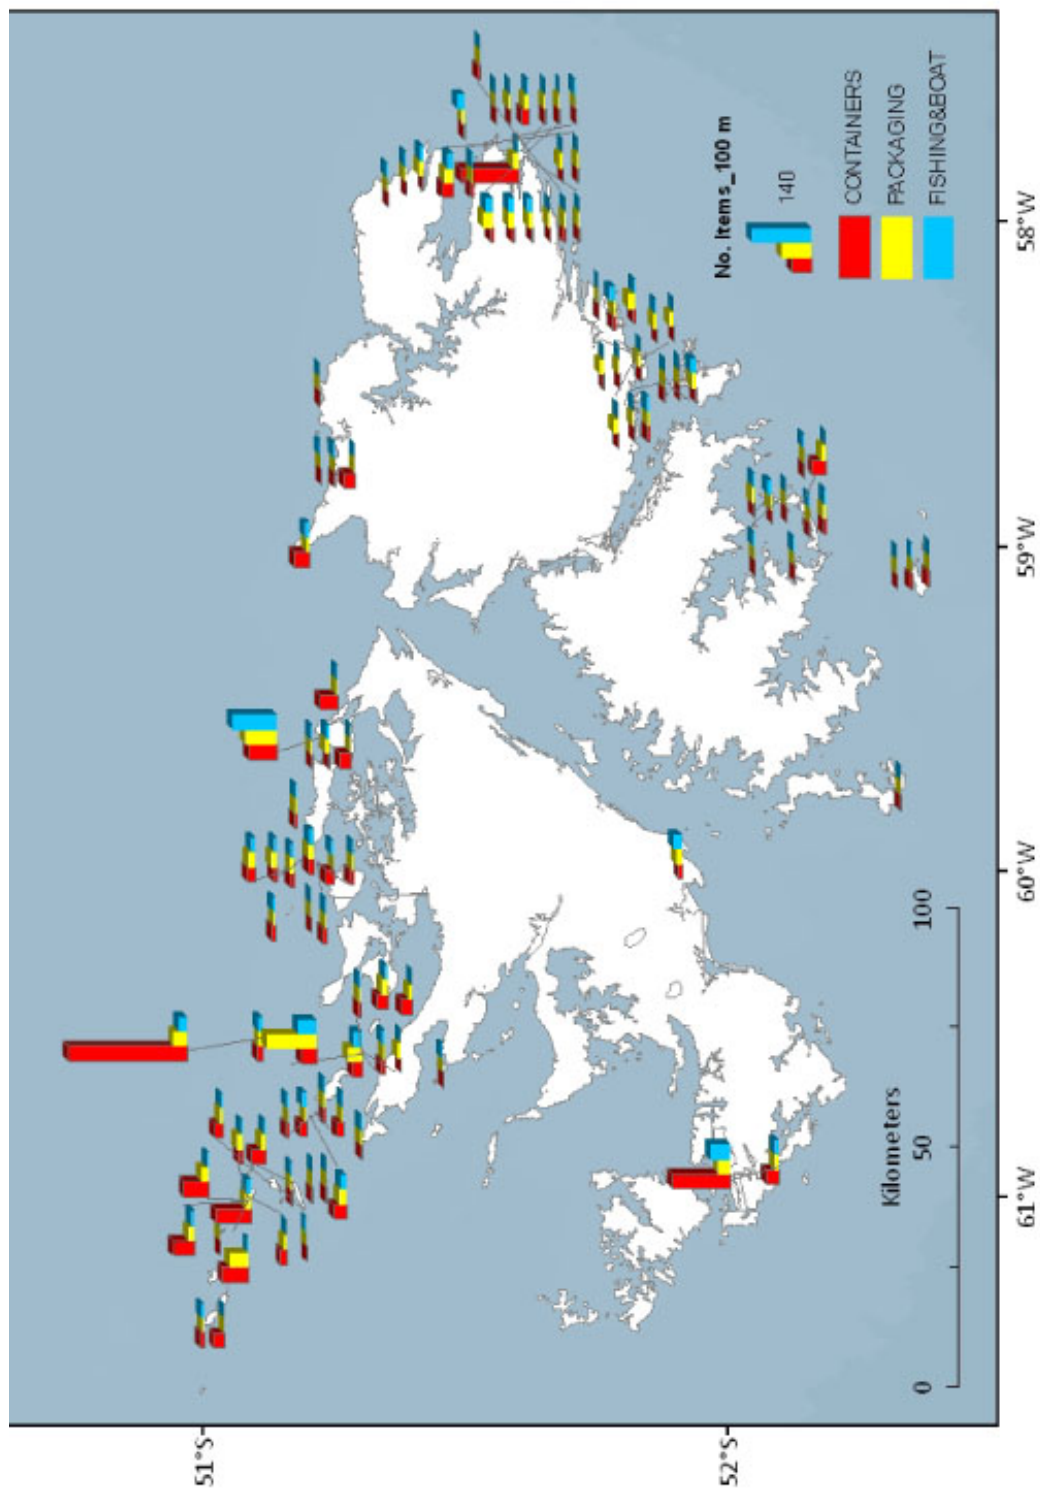 51°S
52°S
61°W
60°W
59°W
58°W
Kilometers
0
50
100
No. Items_100 m
140
CONTAINERS
PACKAGING
FISHING&BOAT